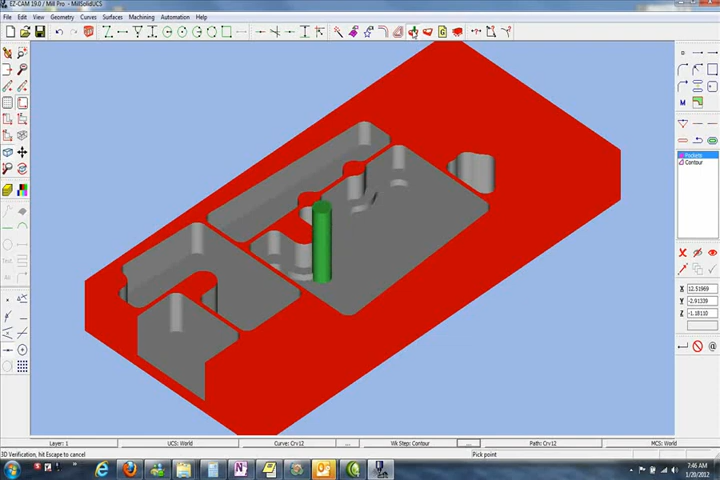 EZ-CAM 19.0 / Mill Pro - MillSolidUCS
File Edit View Geometry Curves Surfaces Machining Automation Help
Pockets
Contour
X 12.51969
Y -2.91339
Z -1.18110
Layer: 1 UCS: World Curve: Crv12 ... Wk Step: Contour ... Path: Crv12 MCS: World
3D Verification, hit Escape to cancel Pick point
7:46 AM
1/20/2012